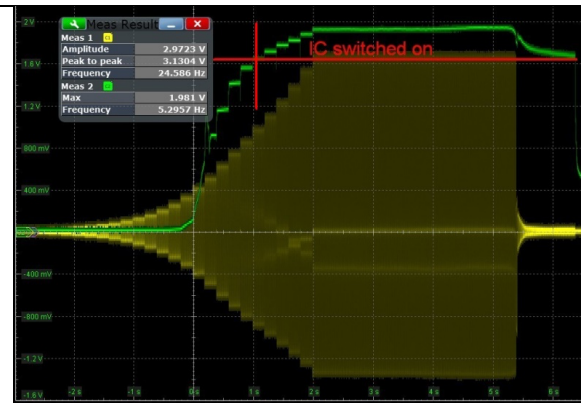 Meas Result
Meas 1 C1
Amplitude 2.9723 V
Peak to peak 3.1304 V
Frequency 24.586 Hz
Meas 2
Max 1.981 V
Frequency 5.2957 Hz
IC switched on
2 V
1.6 V
1.2 V
800 mV
400 mV
-400 mV
-800 mV
-1.2 V
-1.6 V
-2 s
0 s
1 s
2 s
3 s
4 s
5 s
6 s